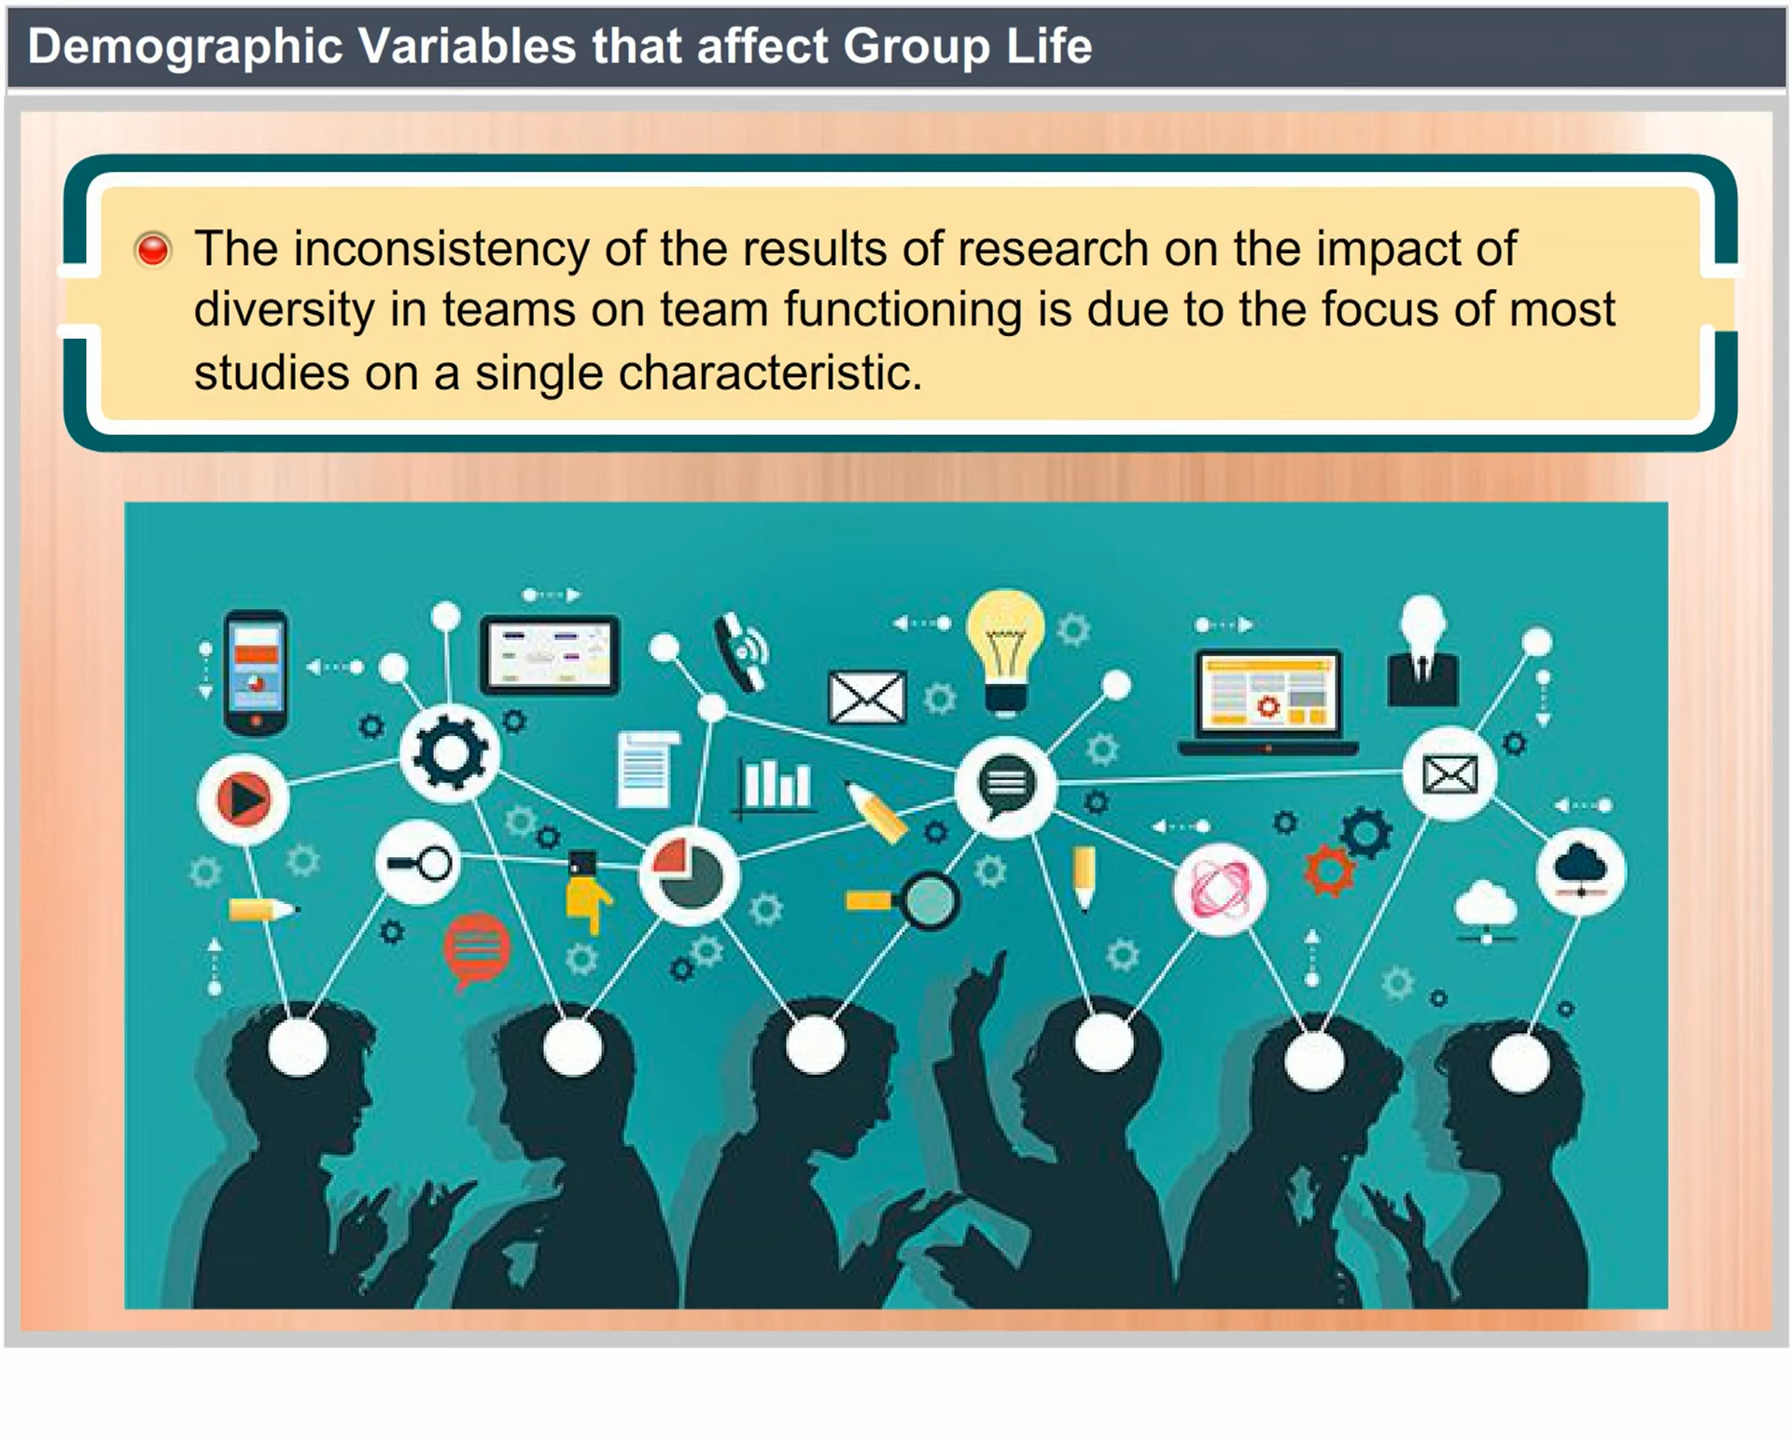 Demographic Variables that affect Group Life
The inconsistency of the results of research on the impact of
diversity in teams on team functioning is due to the focus of most
studies on a single characteristic.